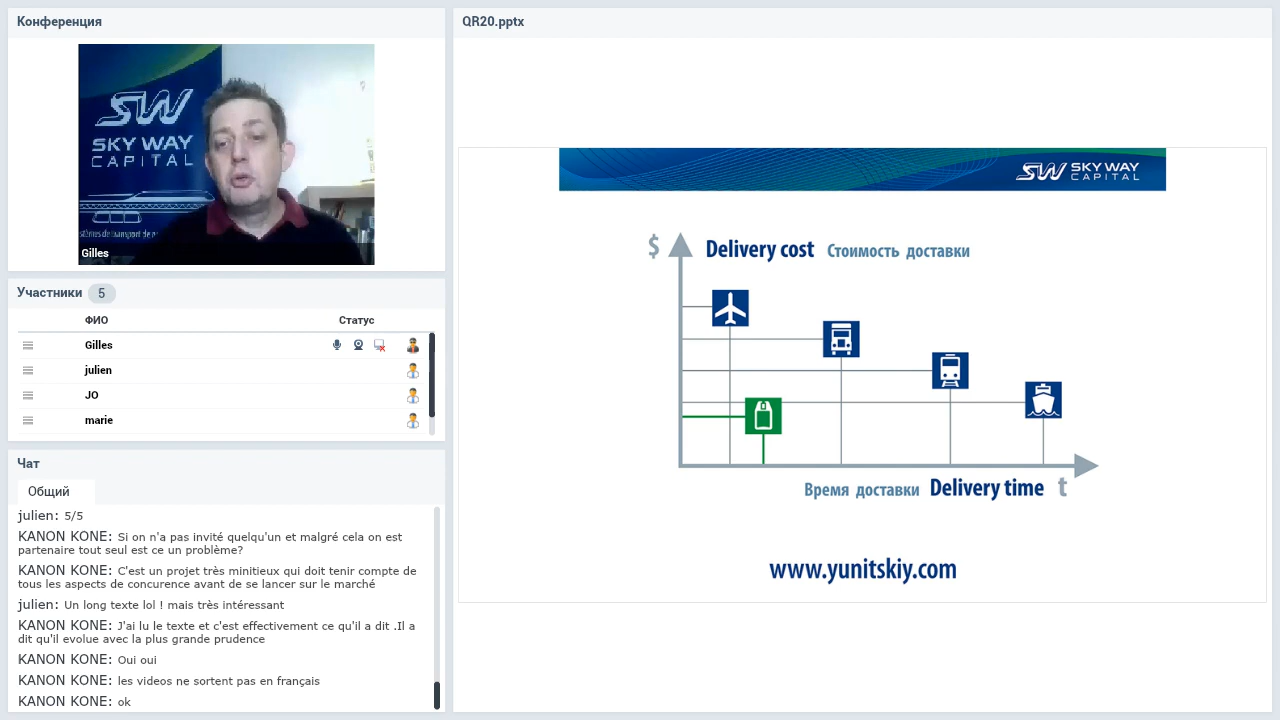 Конференция
SW
SKY WAY
CAPITAL
Gilles
Участники 5
ФИО Статус
Gilles
julien
JO
marie
Чат
Общий
julien: 5/5
KANON KONE: Si on n'a pas invité quelqu'un et malgré cela on est
partenaire tout seul est ce un problème?
KANON KONE: C'est un projet très minitieux qui doit tenir compte de
tous les aspects de concurence avant de se lancer sur le marché
julien: Un long texte lol ! mais très intéressant
KANON KONE: J'ai lu le texte et c'est effectivement ce qu'il a dit .Il a
dit qu'il evolue avec la plus grande prudence
KANON KONE: Oui oui
KANON KONE: les videos ne sortent pas en français
KANON KONE: ok
QR20.pptx
SW SKY WAY
CAPITAL
$ Delivery cost Стоимость доставки
Время доставки Delivery time t
www.yunitskiy.com